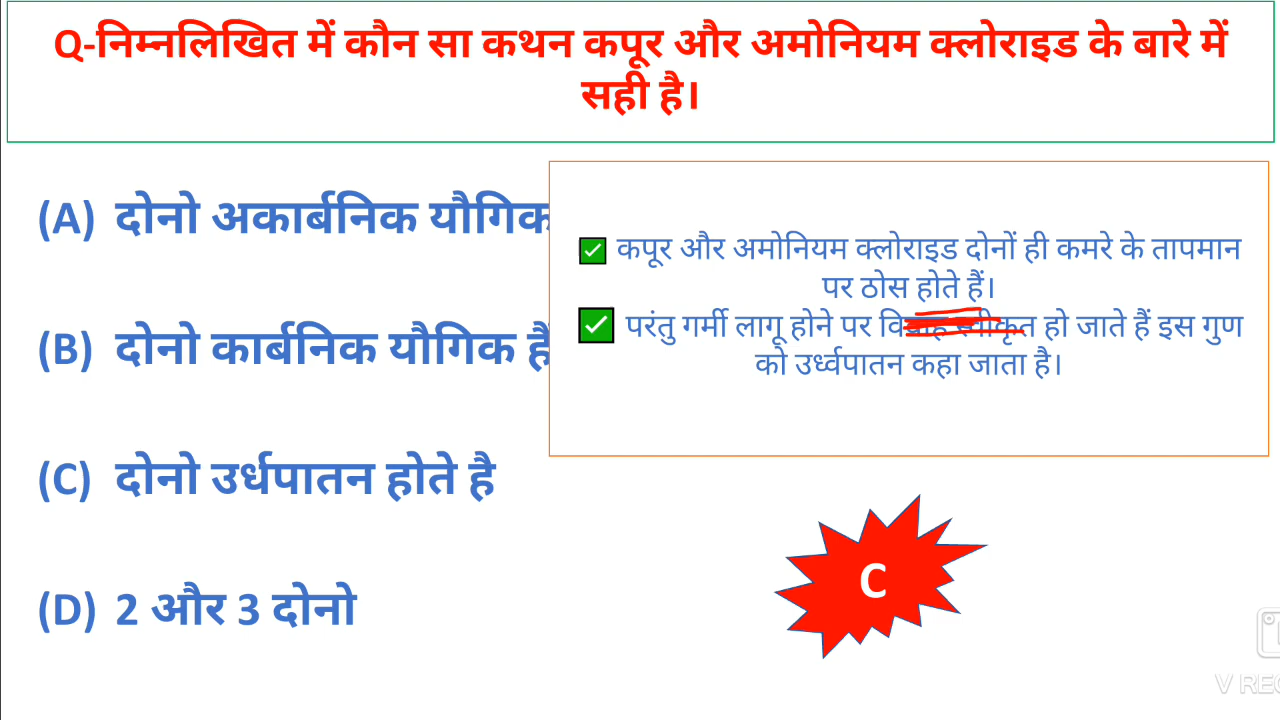 Q-निम्नलिखित में कौन सा कथन कपूर और अमोनियम क्लोराइड के बारे में
सही है।
(A) दोनो अकार्बनिक यौगिक
(B) दोनो कार्बनिक यौगिक हैं
(C) दोनो उर्धपातन होते है
(D) 2 और 3 दोनो
कपूर और अमोनियम क्लोराइड दोनों ही कमरे के तापमान
पर ठोस होते हैं।
परंतु गर्मी लागू होने पर हो जाते हैं इस गुण
को उर्ध्वपातन कहा जाता है।
C
V REC